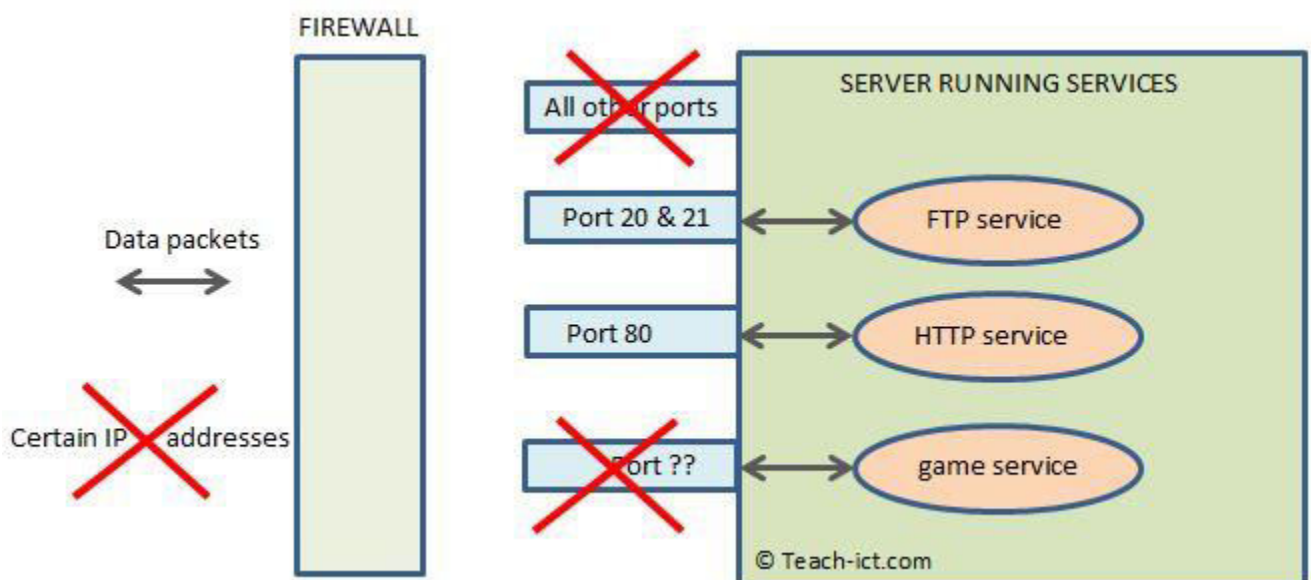 FIREWALL
SERVER RUNNING SERVICES
All other ports
Port 20 & 21
FTP service
Data packets
Port 80
HTTP service
Certain IP addresses
Port ??
game service
© Teach-ict.com